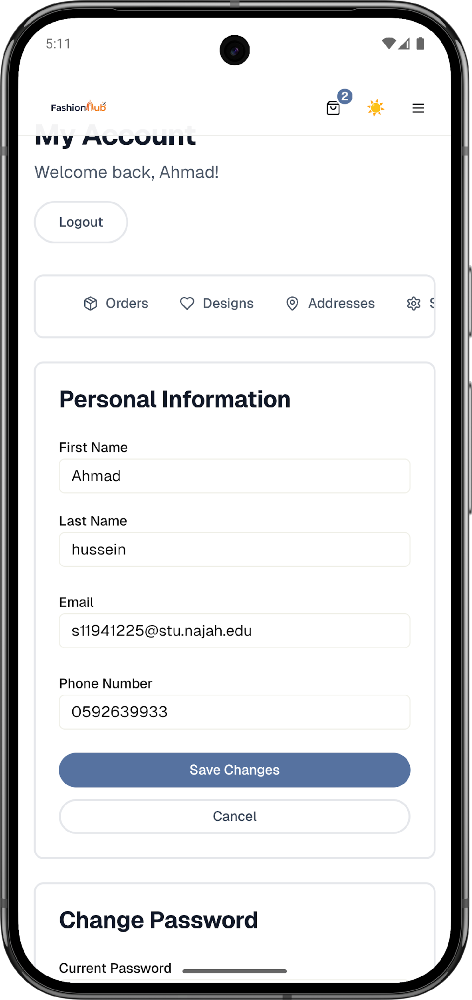 5:11
FashionHub
2
My Account
Welcome back, Ahmad!
Logout
Orders Designs Addresses S
Personal Information
First Name
Ahmad
Last Name
hussein
Email
s11941225@stu.najah.edu
Phone Number
0592639933
Save Changes
Cancel
Change Password
Current Password